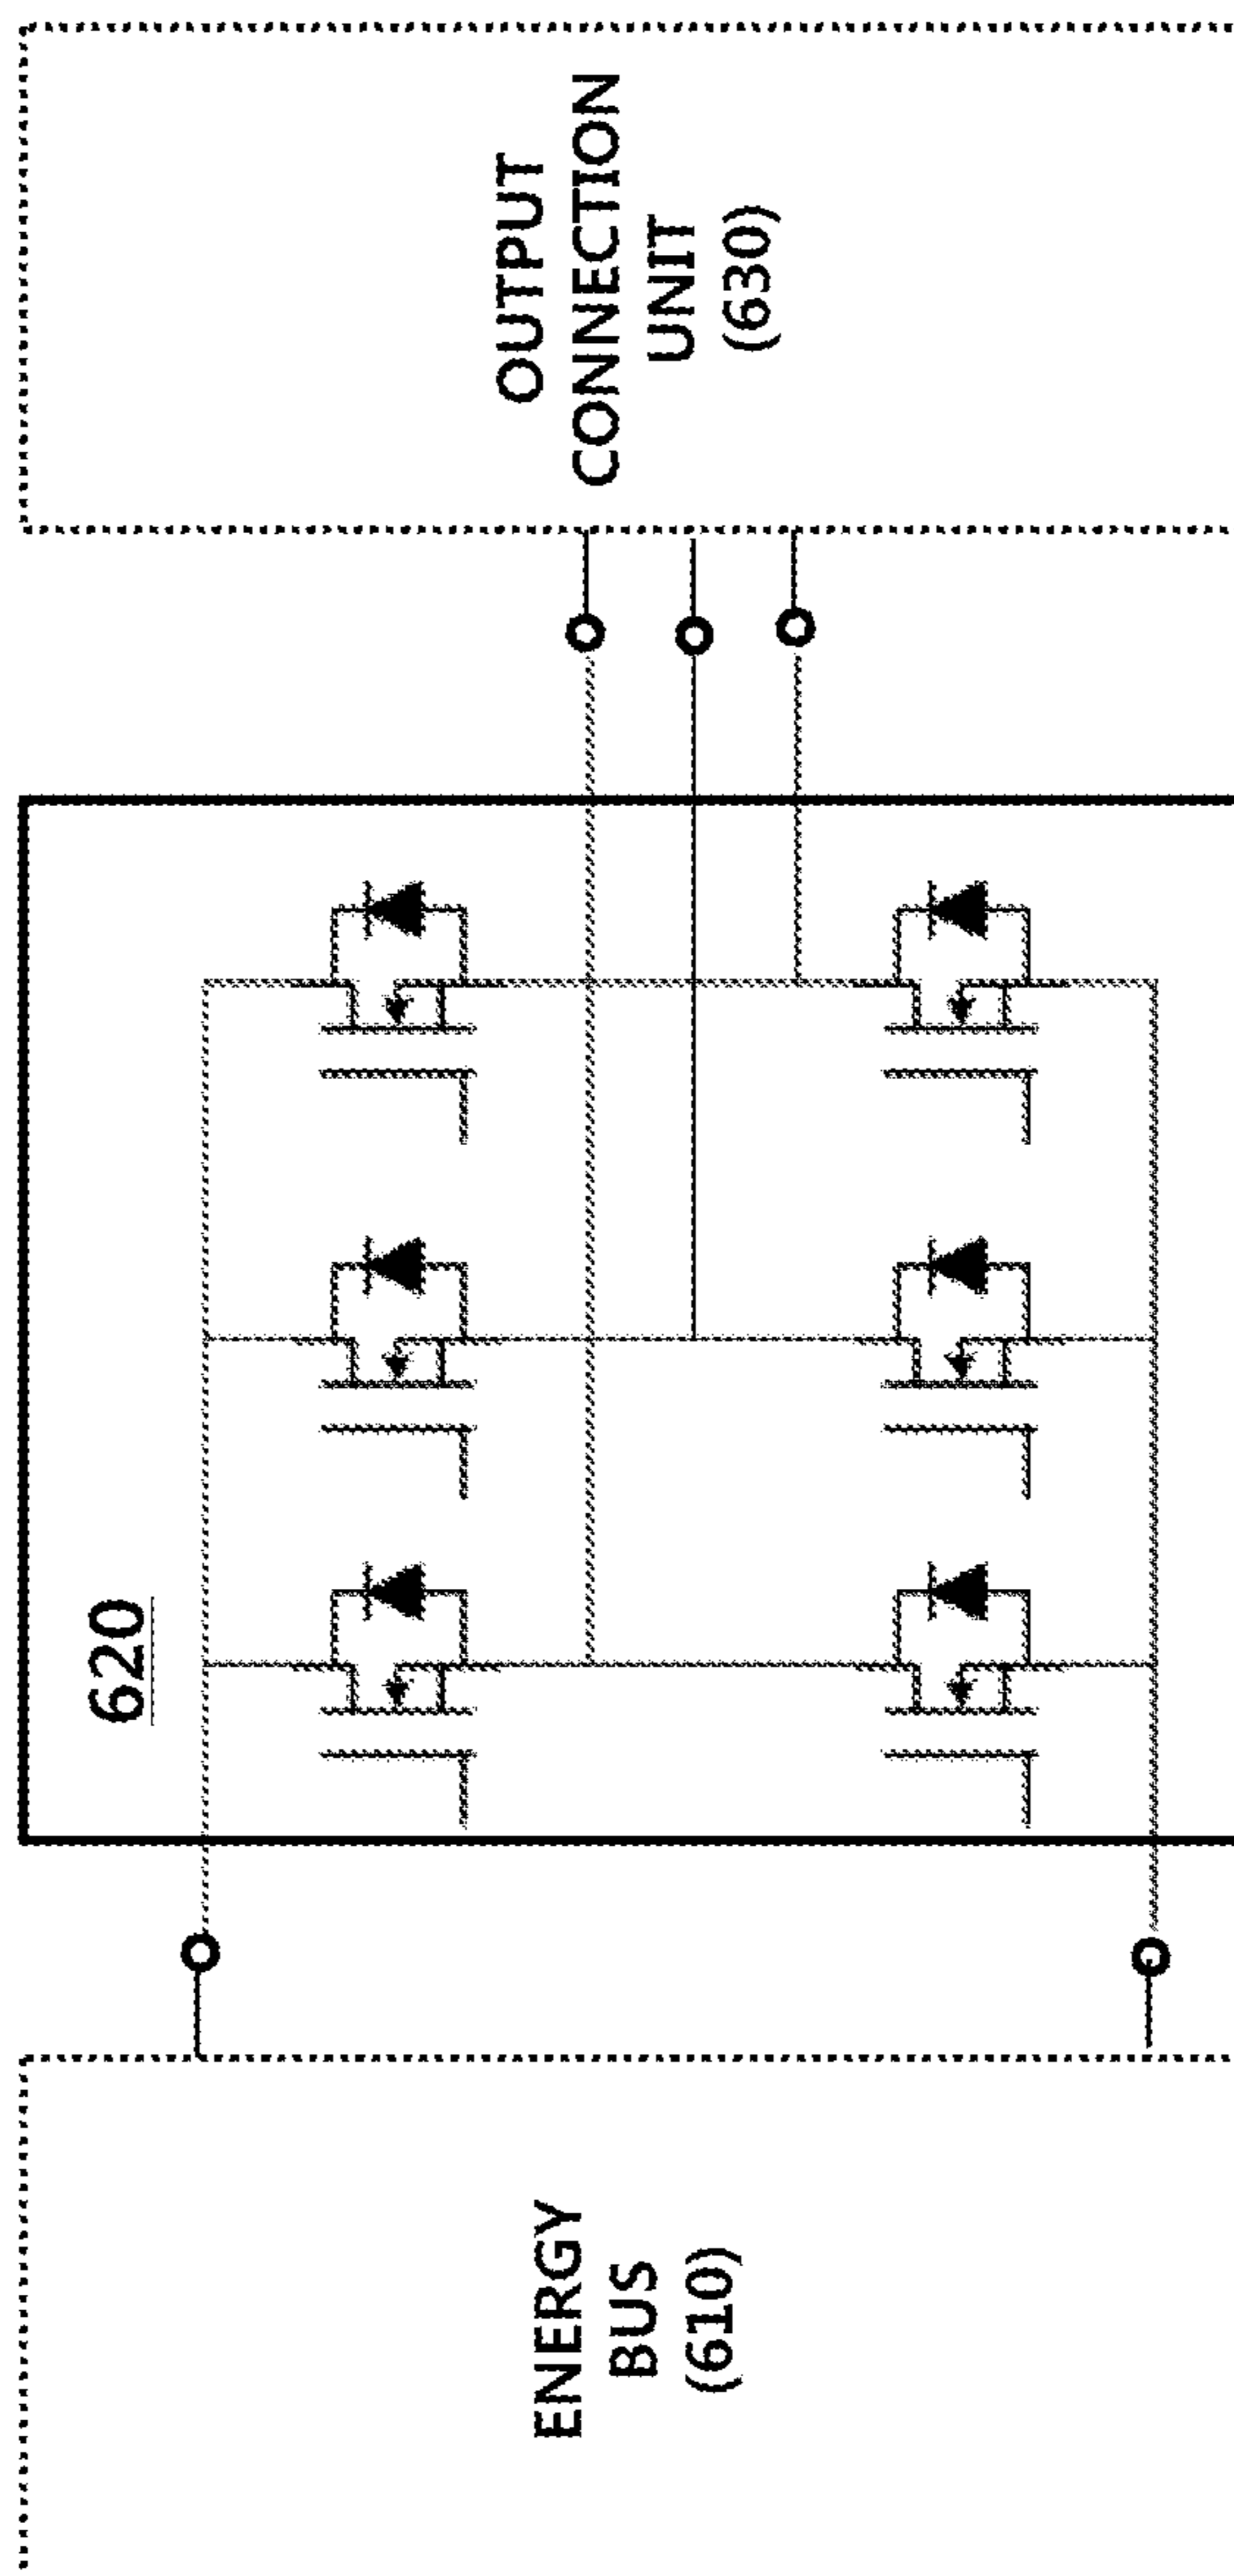 ENERGY
BUS
(610)
620
OUTPUT
CONNECTION
UNIT
(630)